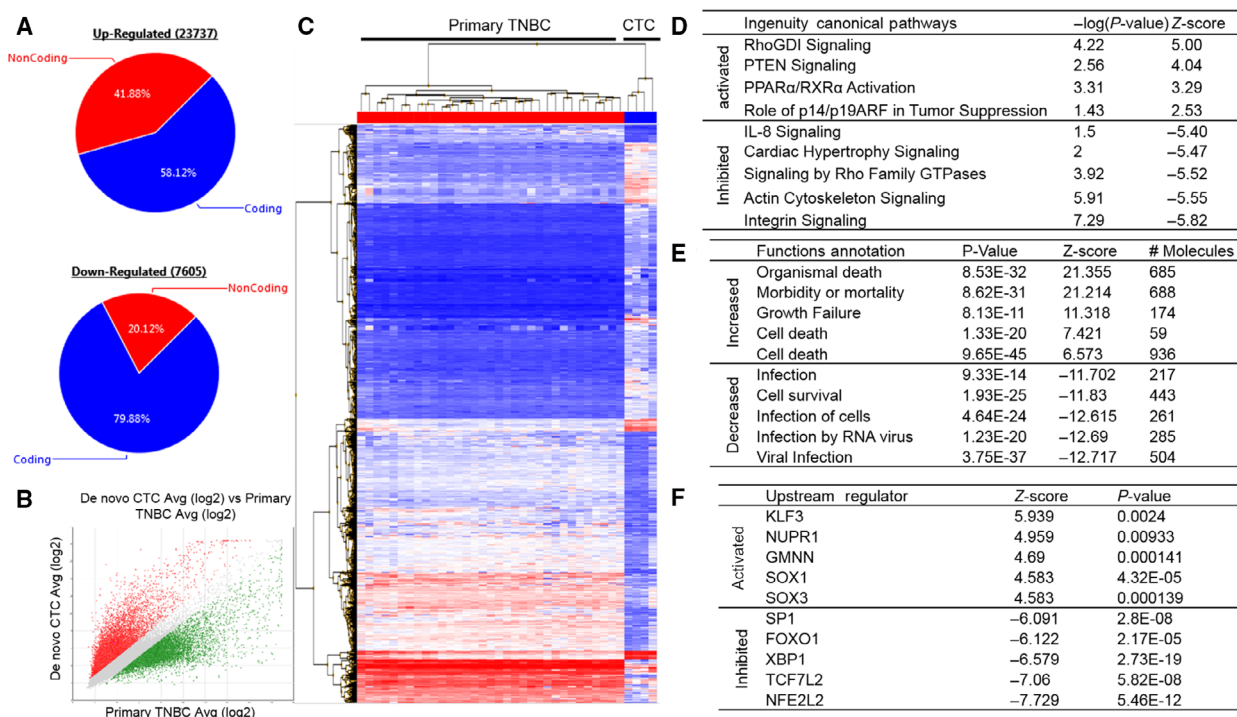 A
Up-Regulated (23737)
NonCoding
41.88%
58.12%
Coding
Down-Regulated (7605)
NonCoding
20.12%
79.88%
Coding
B
De novo CTC Avg (log2) vs Primary
TNBC Avg (log2)
De novo CTC Avg (log2)
Primary TNBC Avg (log2)
C
Primary TNBC
CTC
D
Ingenuity canonical pathways –log(P-value) Z-score
activated
RhoGDI Signaling 4.22 5.00
PTEN Signaling 2.56 4.04
PPARα/RXRα Activation 3.31 3.29
Role of p14/p19ARF in Tumor Suppression 1.43 2.53
Inhibited
IL-8 Signaling 1.5 –5.40
Cardiac Hypertrophy Signaling 2 –5.47
Signaling by Rho Family GTPases 3.92 –5.52
Actin Cytoskeleton Signaling 5.91 –5.55
Integrin Signaling 7.29 –5.82
E
Functions annotation P-Value Z-score # Molecules
Increased
Organismal death 8.53E-32 21.355 685
Morbidity or mortality 8.62E-31 21.214 688
Growth Failure 8.13E-11 11.318 174
Cell death 1.33E-20 7.421 59
Cell death 9.65E-45 6.573 936
Decreased
Infection 9.33E-14 –11.702 217
Cell survival 1.93E-25 –11.83 443
Infection of cells 4.64E-24 –12.615 261
Infection by RNA virus 1.23E-20 –12.69 285
Viral Infection 3.75E-37 –12.717 504
F
Upstream regulator Z-score P-value
Activated
KLF3 5.939 0.0024
NUPR1 4.959 0.00933
GMNN 4.69 0.000141
SOX1 4.583 4.32E-05
SOX3 4.583 0.000139
Inhibited
SP1 –6.091 2.8E-08
FOXO1 –6.122 2.17E-05
XBP1 –6.579 2.73E-19
TCF7L2 –7.06 5.82E-08
NFE2L2 –7.729 5.46E-12